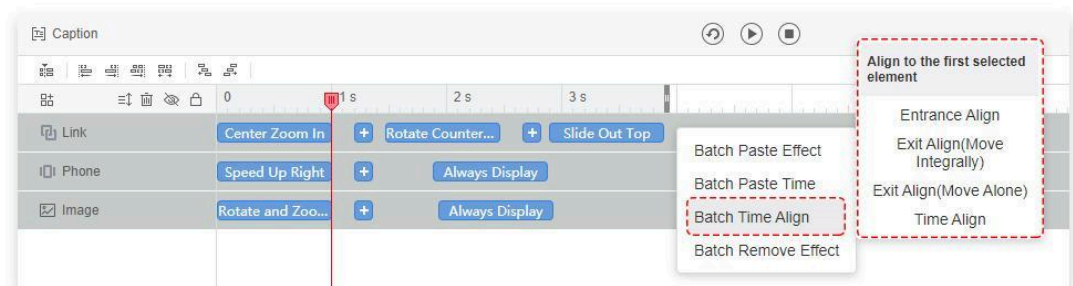 Caption
0
1 s
2 s
3 s
Link
Center Zoom In
Rotate Counter...
Slide Out Top
Phone
Speed Up Right
Always Display
Image
Rotate and Zoo...
Always Display
Batch Paste Effect
Batch Paste Time
Batch Time Align
Batch Remove Effect
Align to the first selected
element
Entrance Align
Exit Align(Move
Integrally)
Exit Align(Move Alone)
Time Align